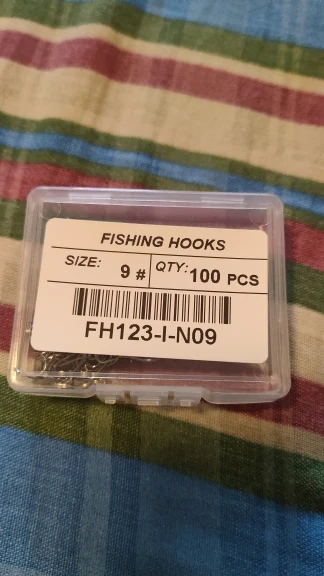 FISHING HOOKS
SIZE: 9 # QTY: 100 PCS
FH123-I-N09